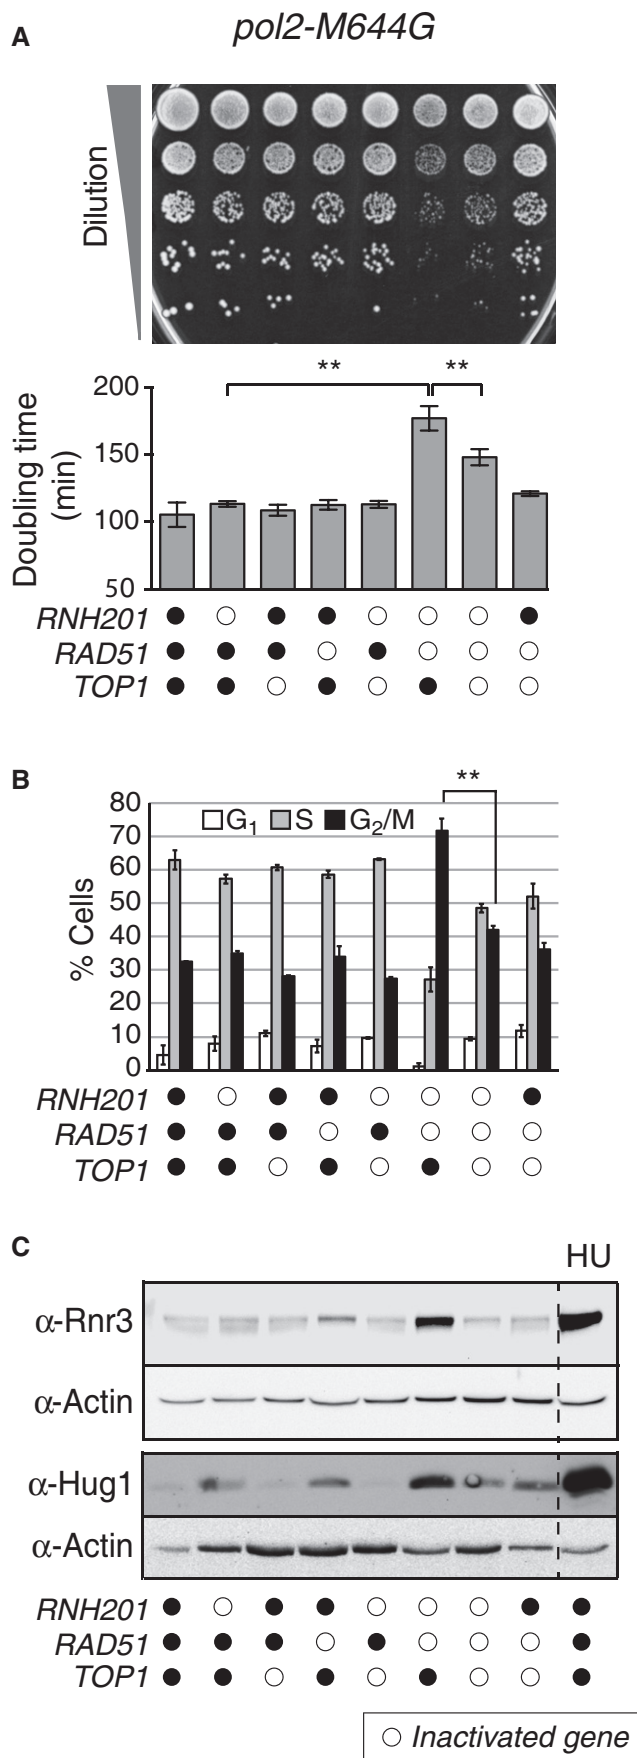 A
pol2-M644G
Dilution
**
**
Doubling time
(min)
200
150
100
50
RNH201
RAD51
TOP1
B
**
% Cells
80
70
60
50
40
30
20
10
0
G1 S G2/M
RNH201
RAD51
TOP1
C
HU
α-Rnr3
α-Actin
α-Hug1
α-Actin
RNH201
RAD51
TOP1
Inactivated gene